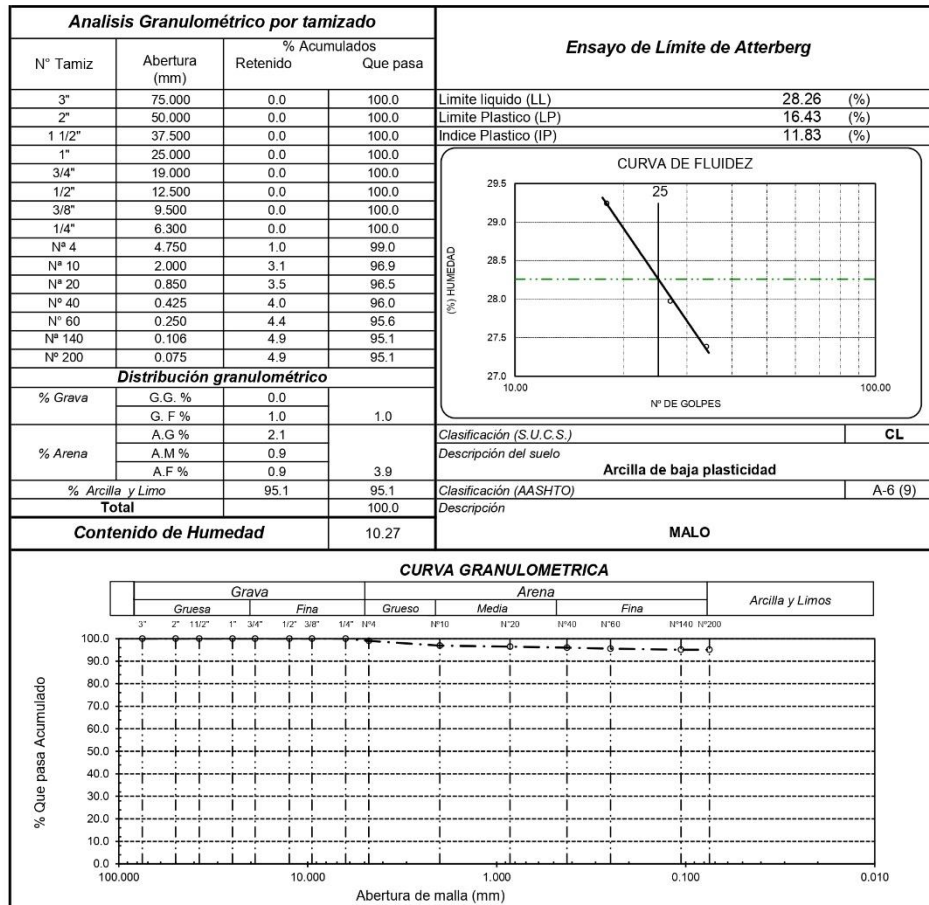 Analisis Granulométrico por tamizado
N° Tamiz Abertura (mm) % Acumulados
Retenido Que pasa
3" 75.000 0.0 100.0
2" 50.000 0.0 100.0
1 1/2" 37.500 0.0 100.0
1" 25.000 0.0 100.0
3/4" 19.000 0.0 100.0
1/2" 12.500 0.0 100.0
3/8" 9.500 0.0 100.0
1/4" 6.300 0.0 100.0
Nª 4 4.750 1.0 99.0
Nª 10 2.000 3.1 96.9
Nª 20 0.850 3.5 96.5
Nº 40 0.425 4.0 96.0
N° 60 0.250 4.4 95.6
Nª 140 0.106 4.9 95.1
Nº 200 0.075 4.9 95.1
Distribución granulométrico
% Grava G.G. % 0.0
G. F % 1.0 1.0
% Arena A.G % 2.1
A.M % 0.9
A.F % 0.9 3.9
% Arcilla y Limo 95.1 95.1
Total 100.0
Contenido de Humedad 10.27
Ensayo de Límite de Atterberg
Limite liquido (LL) 28.26 (%)
Limite Plastico (LP) 16.43 (%)
Indice Plastico (IP) 11.83 (%)
CURVA DE FLUIDEZ
25
29.5
29.0
28.5
28.0
27.5
27.0
(%) HUMEDAD
10.00 100.00
Nº DE GOLPES
Clasificación (S.U.C.S.) CL
Descripción del suelo
Arcilla de baja plasticidad
Clasificación (AASHTO) A-6 (9)
Descripción
MALO
CURVA GRANULOMETRICA
Grava Arena Arcilla y Limos
Gruesa Fina Grueso Media Fina
3" 2" 11/2" 1" 3/4" 1/2" 3/8" 1/4" Nº4 Nº10 N°20 Nº40 N°60 Nº140 Nº200
100.0
90.0
80.0
70.0
60.0
50.0
40.0
30.0
20.0
10.0
0.0
% Que pasa Acumulado
100.000 10.000 1.000 0.100 0.010
Abertura de malla (mm)